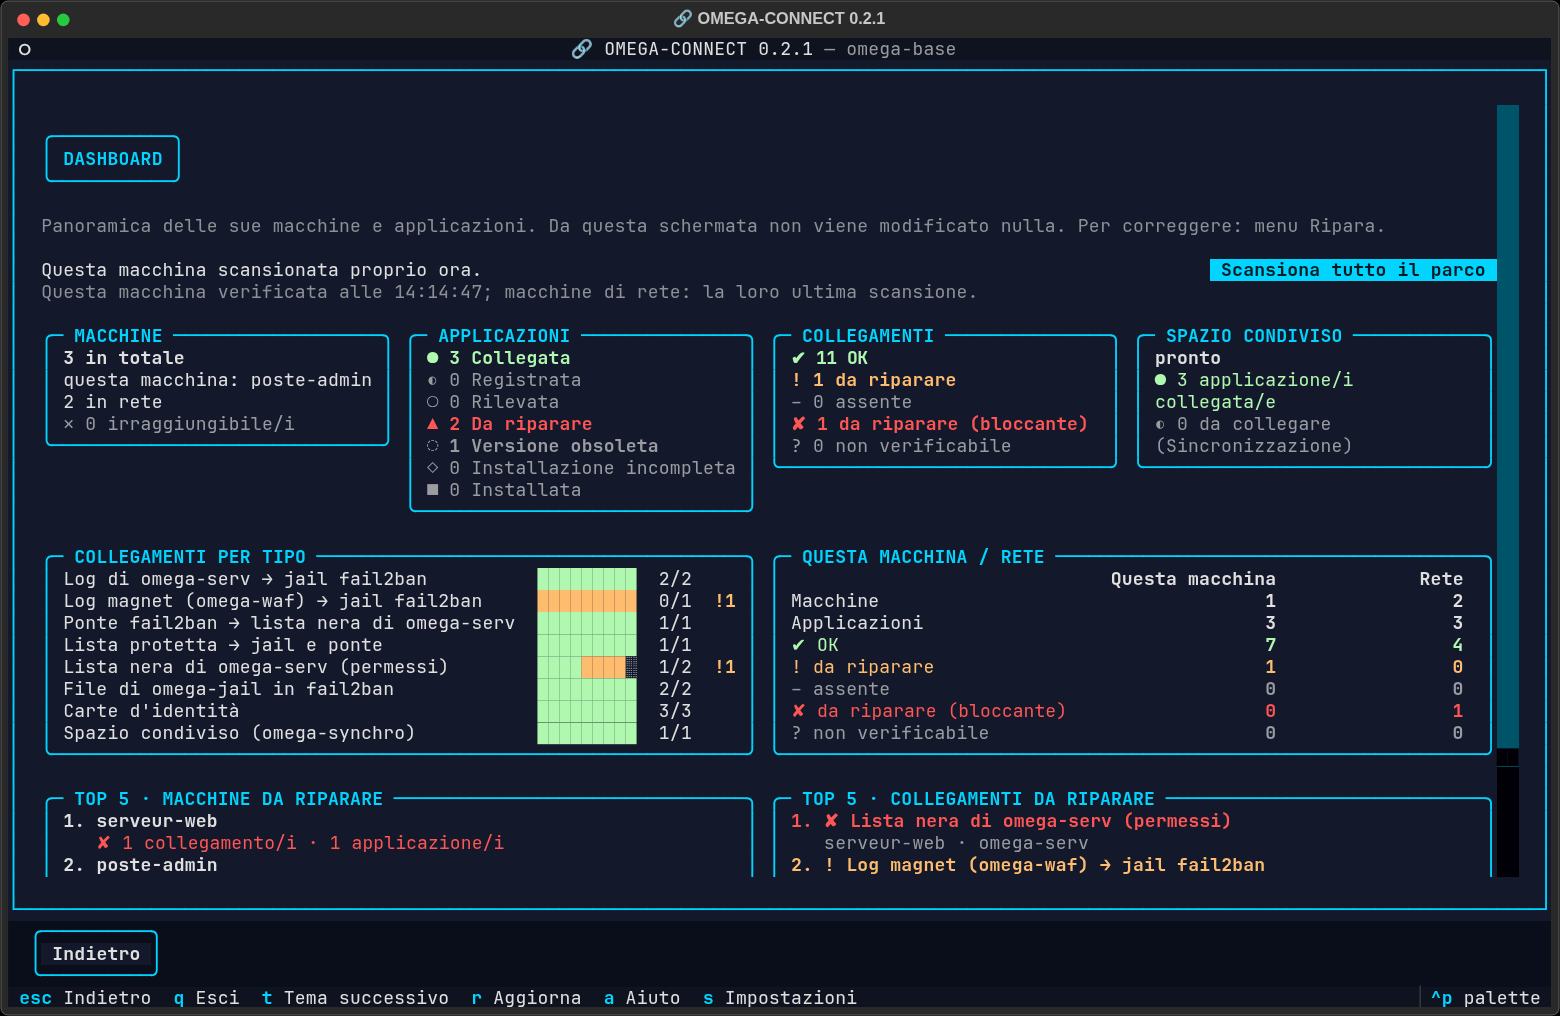 🔗 OMEGA-CONNECT 0.2.1
🔗 OMEGA-CONNECT 0.2.1 — omega-base
DASHBOARD
Panoramica delle sue macchine e applicazioni. Da questa schermata non viene modificato nulla. Per correggere: menu Ripara.
Questa macchina scansionata proprio ora.
Scansiona tutto il parco
Questa macchina verificata alle 14:14:47; macchine di rete: la loro ultima scansione.
MACCHINE
3 in totale
questa macchina: poste-admin
2 in rete
× 0 irraggiungibile/i
APPLICAZIONI
● 3 Collegata
◐ 0 Registrata
○ 0 Rilevata
▲ 2 Da riparare
◌ 1 Versione obsoleta
◇ 0 Installazione incompleta
■ 0 Installata
COLLEGAMENTI
✔ 11 OK
! 1 da riparare
– 0 assente
✘ 1 da riparare (bloccante)
? 0 non verificabile
SPAZIO CONDIVISO
pronto
● 3 applicazione/i
collegata/e
◐ 0 da collegare
(Sincronizzazione)
COLLEGAMENTI PER TIPO
Log di omega-serv → jail fail2ban 2/2
Log magnet (omega-waf) → jail fail2ban 0/1 !1
Ponte fail2ban → lista nera di omega-serv 1/1
Lista protetta → jail e ponte 1/1
Lista nera di omega-serv (permessi) 1/2 !1
File di omega-jail in fail2ban 2/2
Carte d'identità 3/3
Spazio condiviso (omega-synchro) 1/1
QUESTA MACCHINA / RETE
Questa macchina Rete
Macchine 1 2
Applicazioni 3 3
✔ OK 7 4
! da riparare 1 0
– assente 0 0
✘ da riparare (bloccante) 0 1
? non verificabile 0 0
TOP 5 · MACCHINE DA RIPARARE
1. serveur-web
✘ 1 collegamento/i · 1 applicazione/i
2. poste-admin
TOP 5 · COLLEGAMENTI DA RIPARARE
1. ✘ Lista nera di omega-serv (permessi)
serveur-web · omega-serv
2. ! Log magnet (omega-waf) → jail fail2ban
Indietro
esc Indietro q Esci t Tema successivo r Aggiorna a Aiuto s Impostazioni ^p palette